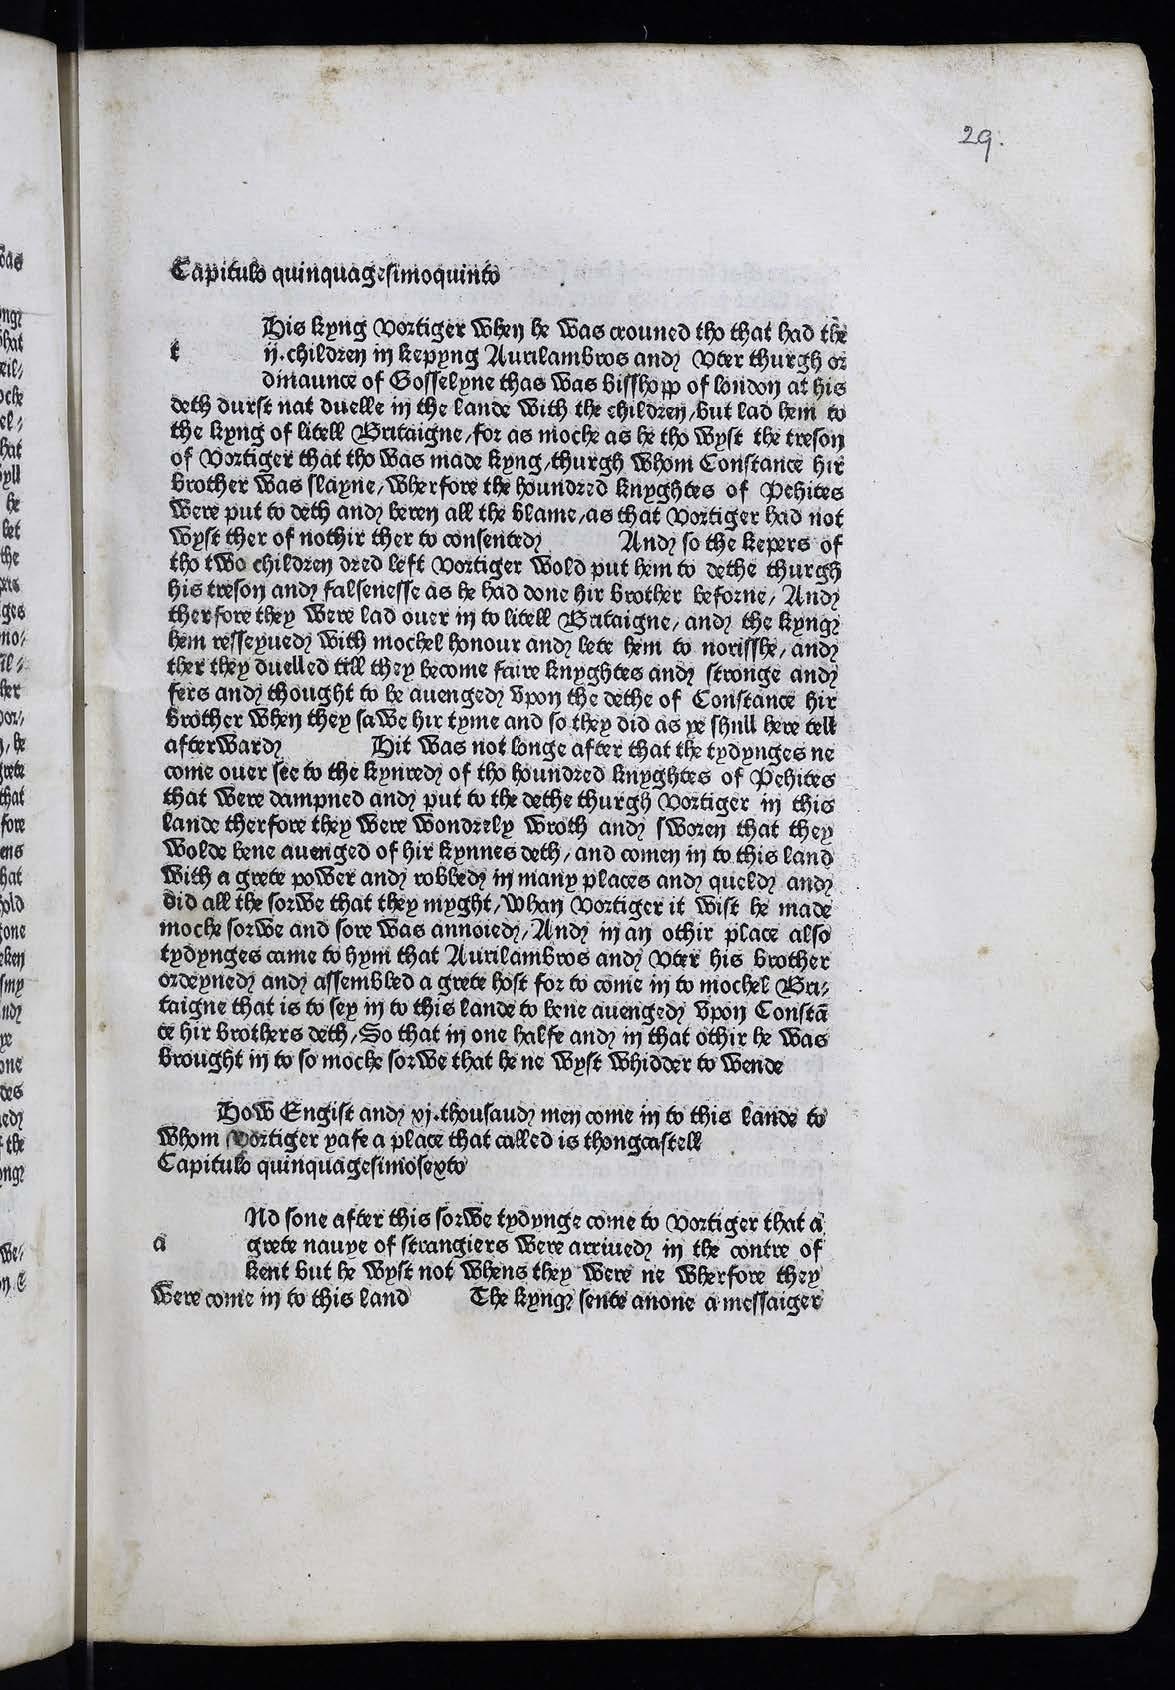 29.
Capitulo quinquagesimoquinto
His kyng Vortiger when he was crouned tho that had the
t ij. children in kepyng Aurilambros and Vter thurgh or
dinaunce of Gosselyne thas was bisshopp of london at his
deth durst nat duelle in the lande with the children / but lad hem to
the kyng of litell Britaigne / for as moche as he tho wyst the treson
of Vortiger that tho was made kyng / thurgh whom Constance hir
brother was slayne / wherfore the houndred knyghtes of Pehites
were put to deth and beren all the blame / as that Vortiger had not
wyst ther of nothir ther to consented And so the kepers of
tho two children dred lest Vortiger wold put hem to dethe thurgh
his treson and falsenesse as he had done hir brother beforne / And
therfore they were lad ouer in to litell Britaigne / and the kyng
hem resseyued with mochel honour and lete hem to norisshe / and
ther they duelled till they become faire knyghtes and stronge and
fers and thought to be auenged vpon the dethe of Constance hir
brother when they sawe hir tyme and so they did as ye shull here tell
afterward Hit was not longe after that the tydynges ne
come ouer see to the kynred of tho houndred knyghtes of Pehites
that were dampned and put to the dethe thurgh Vortiger in this
lande therfore they were wondrely wroth and sworen that they
wolde bene auenged of hir kynnes deth / and comen in to this land
with a grete power and robbed in many places and queld and
did all the sorwe that they myght / whan Vortiger it wist he made
moche sorwe and sore was annoied / And in an othir place also
tydynges came to hym that Aurilambros and Vter his brother
ordeyned and assembled a grete host for to come in to mochel Bri-
taigne that is to sey in to this lande to bene auenged vpon Constā
ce hir brothers deth / So that in one halfe and in that othir he was
brought in to so moche sorwe that he ne wyst whidder to wende
How Engist and xj. thousaud men come in to this lande to
whom Vortiger yafe a place that called is thongcastell
Capitulo quinquagesimosexto
Nd sone after this sorwe tydynge come to Vortiger that a
a grete nauye of strangiers were arriued in the contre of
kent but he wyst not whens they were ne wherfore they
were come in to this land The kyng sente anone a messaiger